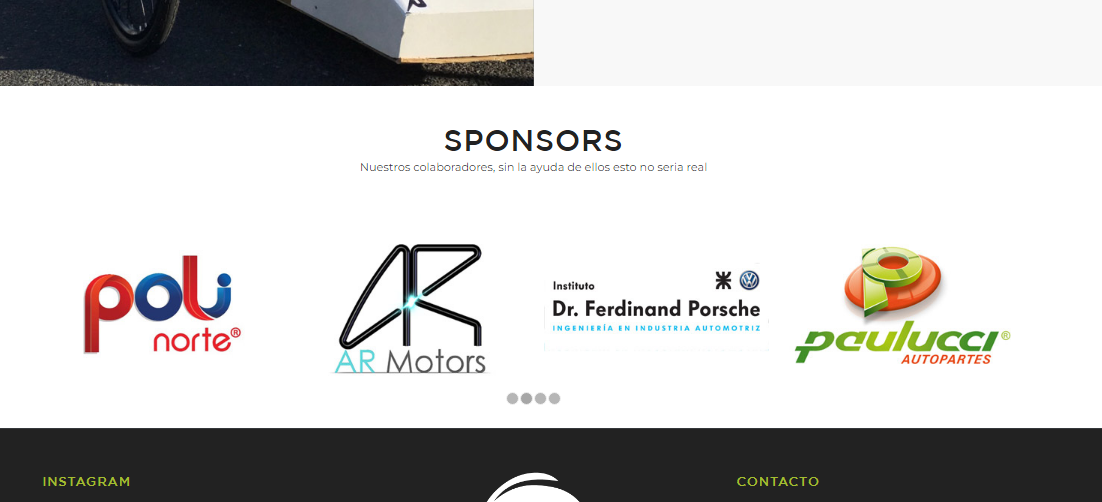 SPONSORS
Nuestros colaboradores, sin la ayuda de ellos esto no seria real
poli
norte®
AR
AR Motors
Instituto
Dr. Ferdinand Porsche
INGENIERÍA EN INDUSTRIA AUTOMOTRIZ
P
paulucci®
AUTOPARTES
INSTAGRAM
CONTACTO